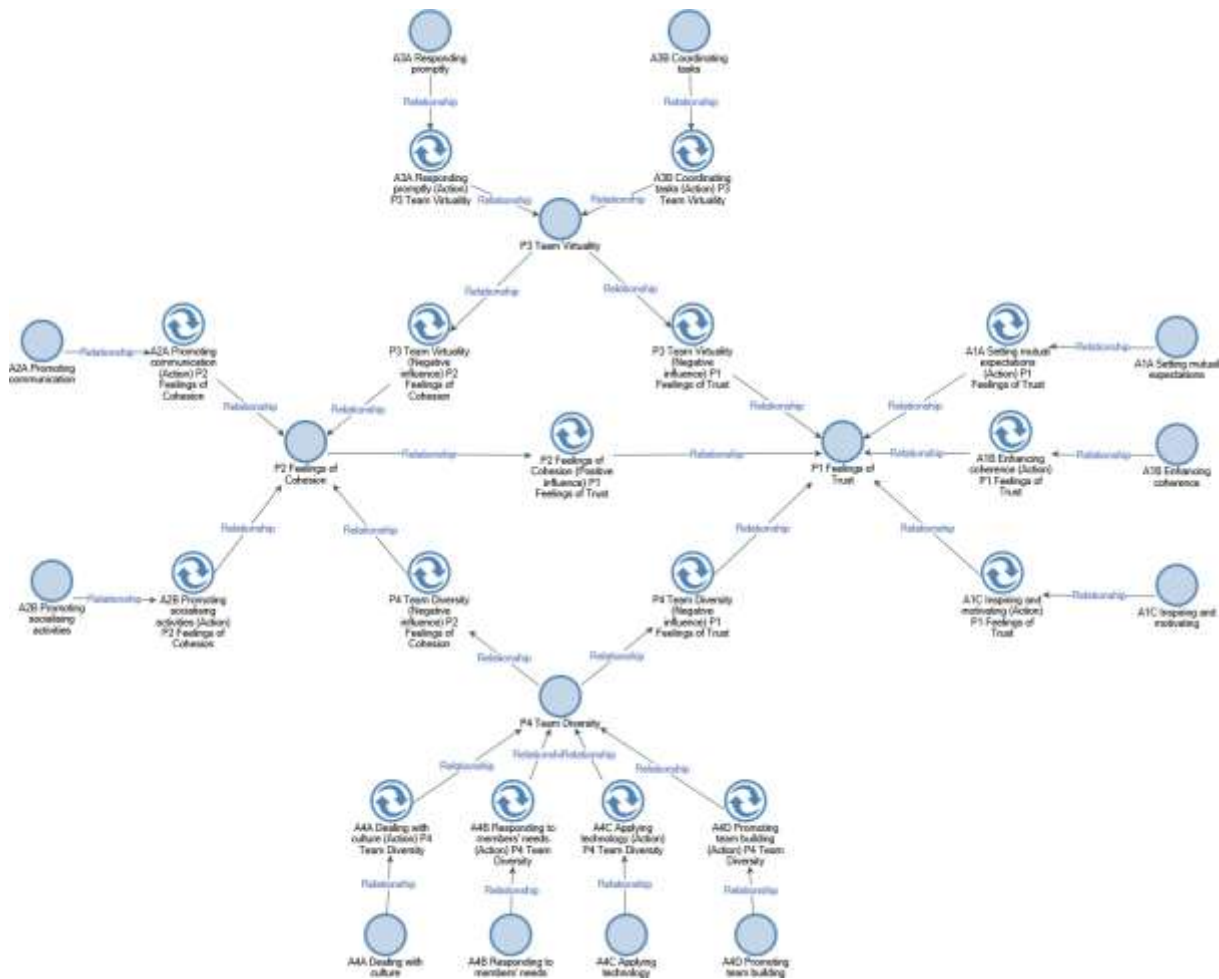 A3A Responding
promptly
A3B Coordinating
tasks
Relationship
Relationship
A3A Responding
promptly (Action)
P3 Team Virtuality
A3B Coordinating
tasks (Action) P3
Team Virtuality
Relationship
Relationship
P3 Team Virtuality
Relationship
Relationship
A2A Promoting
communication
Relationship
A2A Promoting
communication
(Action) P2
Feelings of
Cohesion
P3 Team Virtuality
(Negative
influence) P2
Feelings of
Cohesion
P3 Team Virtuality
(Negative
influence) P1
Feelings of Trust
A1A Setting mutual
expectations
(Action) P1
Feelings of Trust
Relationship
A1A Setting mutual
expectations
Relationship
Relationship
Relationship
Relationship
P2 Feelings of
Cohesion
Relationship
P2 Feelings of
Cohesion (Positive
influence) P1
Feelings of Trust
Relationship
P1 Feelings of
Trust
Relationship
A1B Enhancing
coherence (Action)
P1 Feelings of
Trust
Relationship
A1B Enhancing
coherence
Relationship
Relationship
Relationship
Relationship
A2B Promoting
socialising
activities
Relationship
A2B Promoting
socialising
activities (Action)
P2 Feelings of
Cohesion
P4 Team Diversity
(Negative
influence) P2
Feelings of
Cohesion
P4 Team Diversity
(Negative
influence) P1
Feelings of Trust
A1C Inspiring and
motivating (Action)
P1 Feelings of
Trust
Relationship
A1C Inspiring and
motivating
Relationship
Relationship
P4 Team Diversity
Relationship
Relationship
Relationship
Relationship
A4A Dealing with
culture (Action) P4
Team Diversity
A4B Responding to
members' needs
(Action) P4 Team
Diversity
A4C Applying
technology (Action)
P4 Team Diversity
A4D Promoting
team building
(Action) P4 Team
Diversity
Relationship
Relationship
Relationship
Relationship
A4A Dealing with
culture
A4B Responding to
members' needs
A4C Applying
technology
A4D Promoting
team building